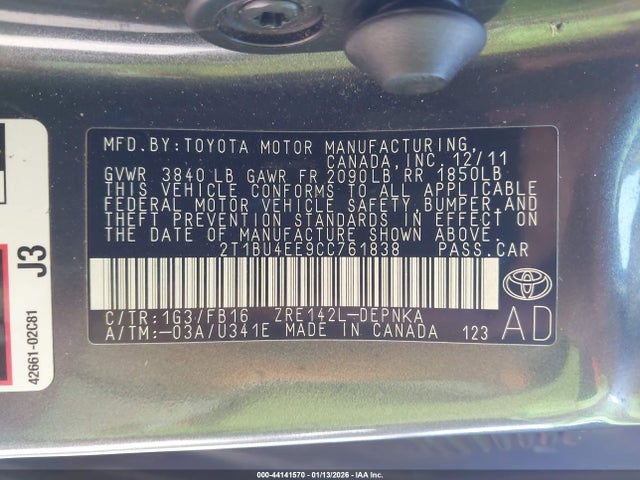 MFD.BY:TOYOTA MOTOR MANUFACTURING,
CANADA,INC. 12/11
GVWR 3840 LB GAWR FR 2090LB RR 1850LB
THIS VEHICLE CONFORMS TO ALL APPLICABLE
FEDERAL MOTOR VEHICLE SAFETY,BUMPER,AND
THEFT PREVENTION STANDARDS IN EFFECT ON
THE DATE OF MANUFACTURE SHOWN ABOVE.
2T1BU4EE9CC761838 PASS.CAR
C/TR:1G3/FB16 ZRE142L-DEPNKA
A/TM:-03A/U341E MADE IN CANADA 123
AD
J3
42661-02C81
000-44141570 - 01/13/2026 - IAA Inc.